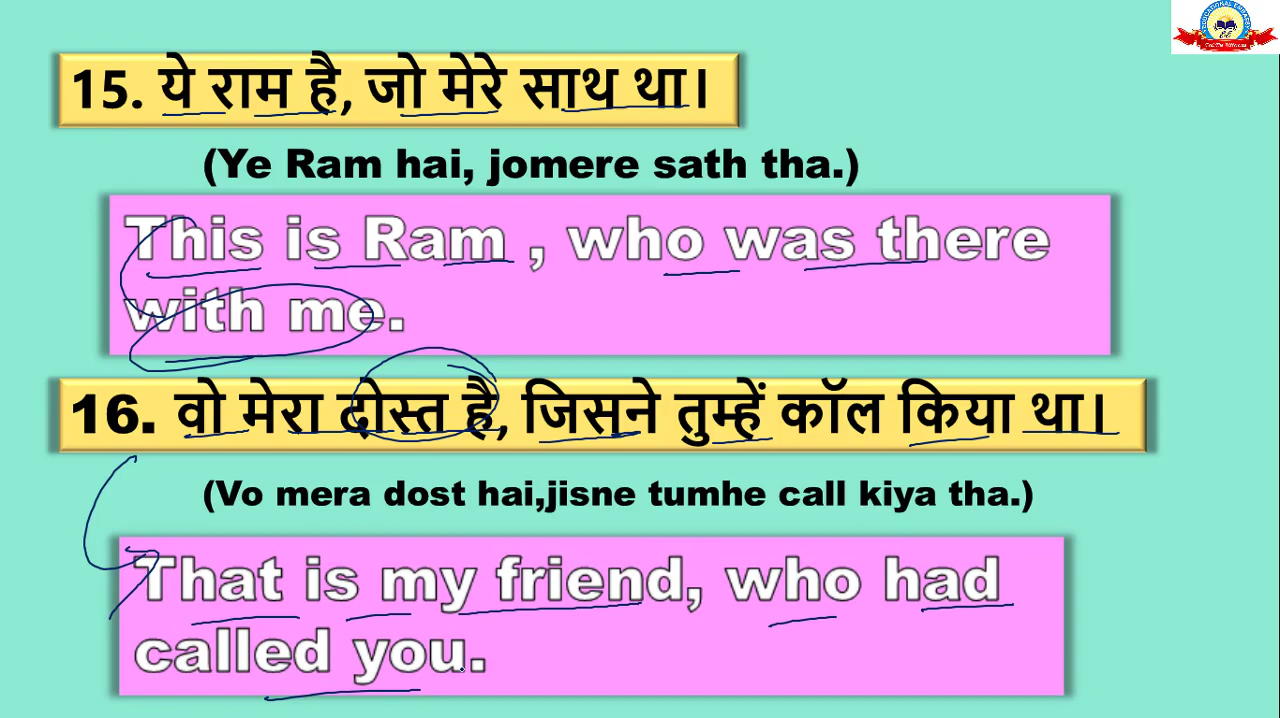 15. ये राम है, जो मेरे साथ था।
(Ye Ram hai, jomere sath tha.)
This is Ram , who was there
with me.
16. वो मेरा दोस्त है, जिसने तुम्हें कॉल किया था।
(Vo mera dost hai,jisne tumhe call kiya tha.)
That is my friend, who had
called you.